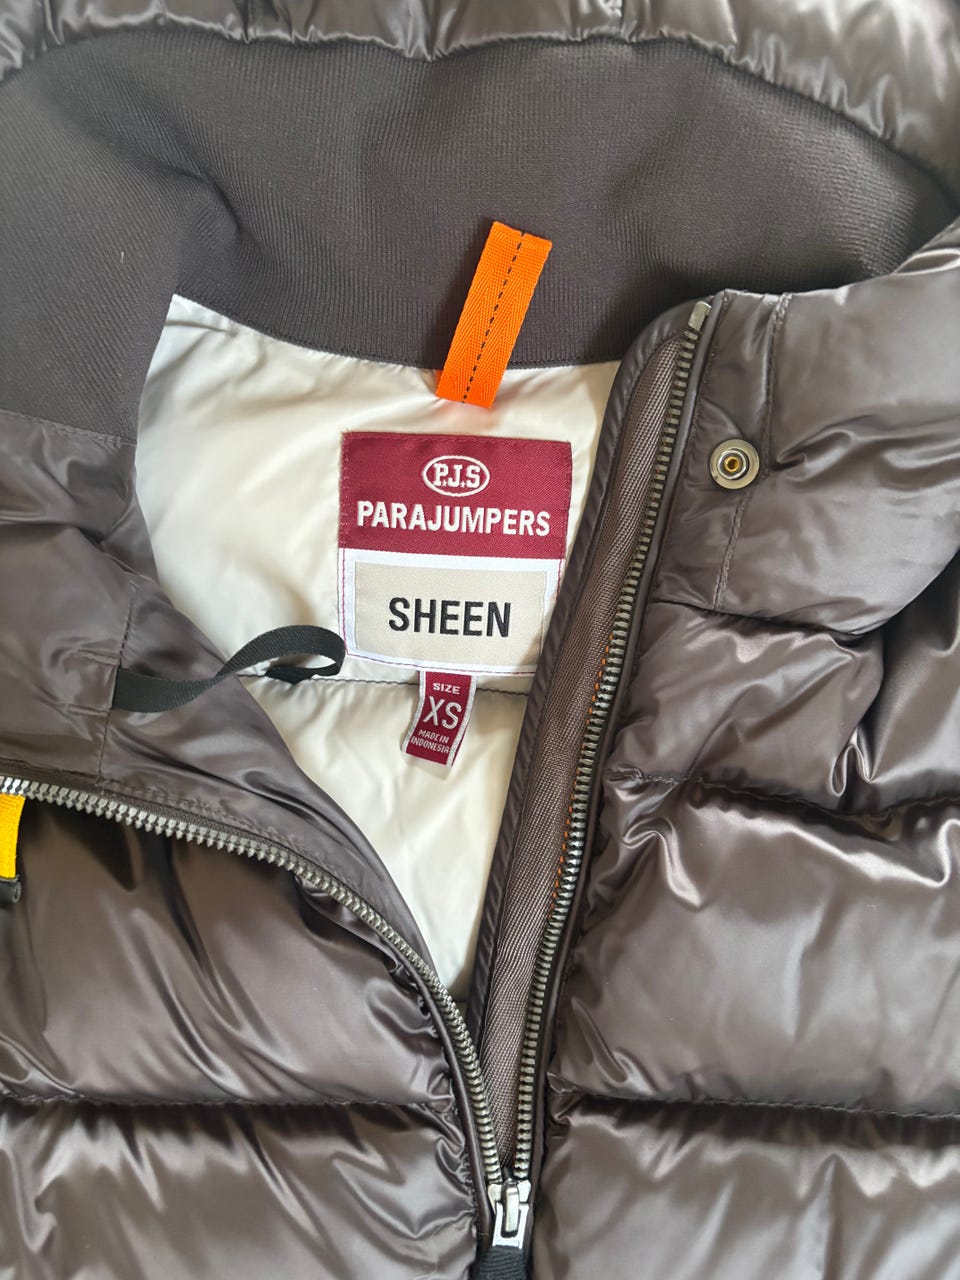 P.J.S
PARAJUMPERS
SHEEN
SIZE
XS
MADE IN
INDONESIA